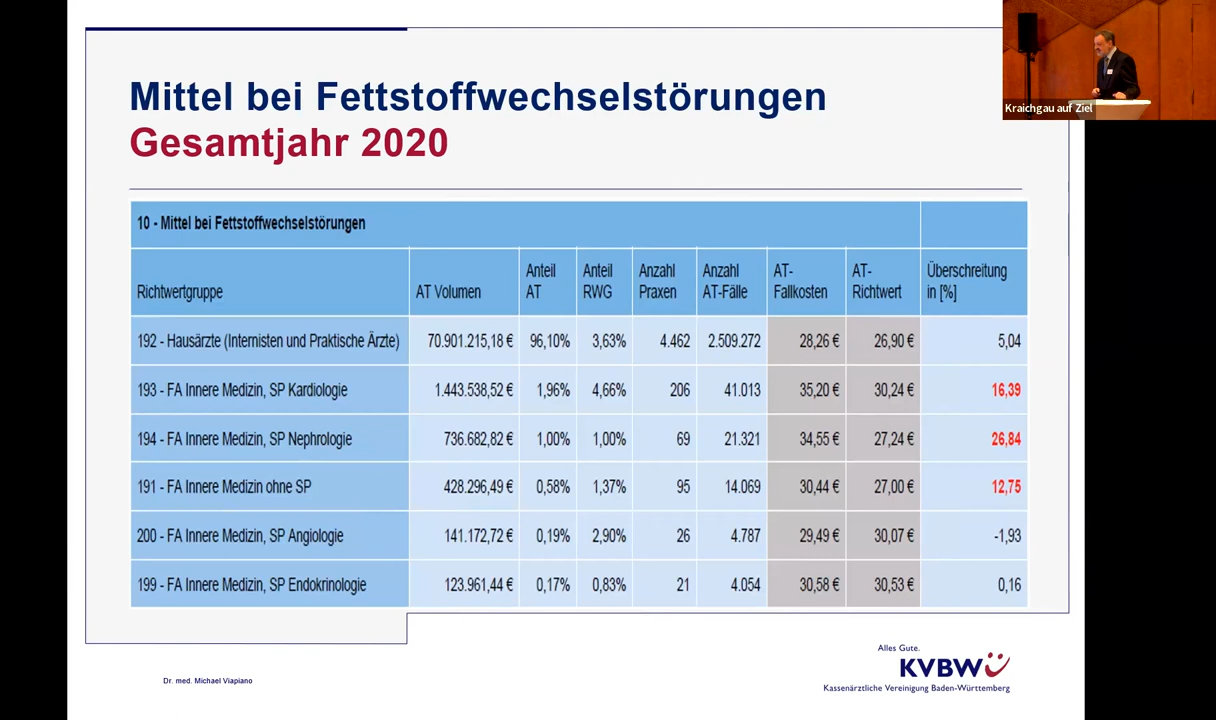 Kraichgau auf Ziel
Mittel bei Fettstoffwechselstörungen
Gesamtjahr 2020
10 - Mittel bei Fettstoffwechselstörungen
Richtwertgruppe AT Volumen Anteil AT Anteil RWG Anzahl Praxen Anzahl AT-Fälle AT-Fallkosten AT-Richtwert Überschreitung in [%]
192 - Hausärzte (Internisten und Praktische Ärzte) 70.901.215,18 € 96,10% 3,63% 4.462 2.509.272 28,26 € 26,90 € 5,04
193 - FA Innere Medizin, SP Kardiologie 1.443.538,52 € 1,96% 4,66% 206 41.013 35,20 € 30,24 € 16,39
194 - FA Innere Medizin, SP Nephrologie 736.682,82 € 1,00% 1,00% 69 21.321 34,55 € 27,24 € 26,84
191 - FA Innere Medizin ohne SP 428.296,49 € 0,58% 1,37% 95 14.069 30,44 € 27,00 € 12,75
200 - FA Innere Medizin, SP Angiologie 141.172,72 € 0,19% 2,90% 26 4.787 29,49 € 30,07 € -1,93
199 - FA Innere Medizin, SP Endokrinologie 123.961,44 € 0,17% 0,83% 21 4.054 30,58 € 30,53 € 0,16
Alles Gute.
KVBW
Kassenärztliche Vereinigung Baden-Württemberg
Dr. med. Michael Viapiano